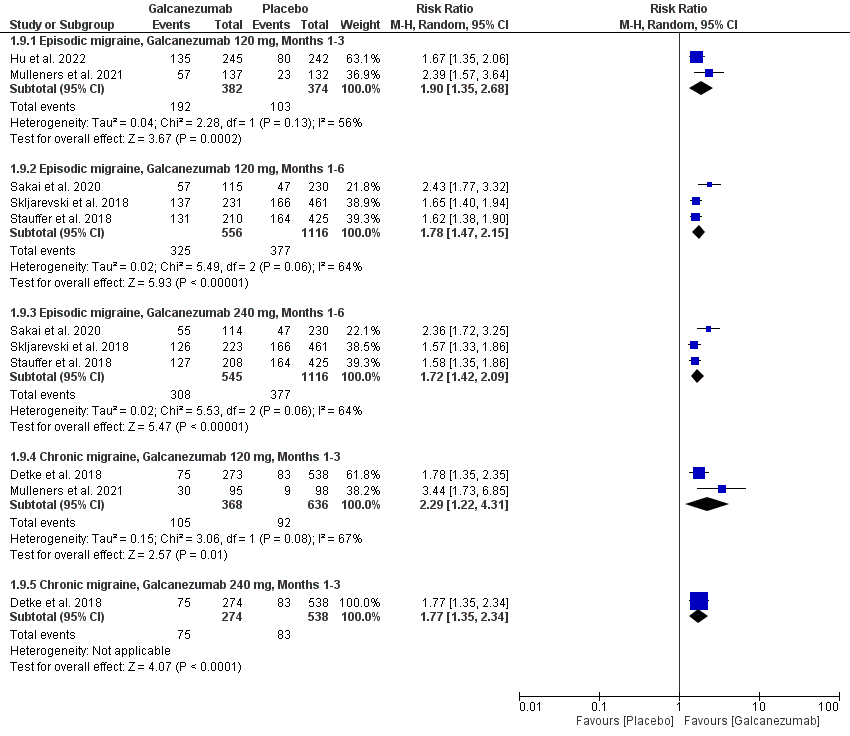 Galcanezumab Placebo Risk Ratio Risk Ratio
Study or Subgroup Events Total Events Total Weight M-H, Random, 95% CI M-H, Random, 95% CI
1.9.1 Episodic migraine, Galcanezumab 120 mg, Months 1-3
Hu et al. 2022 135 245 80 242 63.1% 1.67 [1.35, 2.06]
Mulleners et al. 2021 57 137 23 132 36.9% 2.39 [1.57, 3.64]
Subtotal (95% CI) 382 374 100.0% 1.90 [1.35, 2.68]
Total events 192 103
Heterogeneity: Tau² = 0.04; Chi² = 2.28, df = 1 (P = 0.13); I² = 56%
Test for overall effect: Z = 3.67 (P = 0.0002)
1.9.2 Episodic migraine, Galcanezumab 120 mg, Months 1-6
Sakai et al. 2020 57 115 47 230 21.8% 2.43 [1.77, 3.32]
Skljarevski et al. 2018 137 231 166 461 38.9% 1.65 [1.40, 1.94]
Stauffer et al. 2018 131 210 164 425 39.3% 1.62 [1.38, 1.90]
Subtotal (95% CI) 556 1116 100.0% 1.78 [1.47, 2.15]
Total events 325 377
Heterogeneity: Tau² = 0.02; Chi² = 5.49, df = 2 (P = 0.06); I² = 64%
Test for overall effect: Z = 5.93 (P < 0.00001)
1.9.3 Episodic migraine, Galcanezumab 240 mg, Months 1-6
Sakai et al. 2020 55 114 47 230 22.1% 2.36 [1.72, 3.25]
Skljarevski et al. 2018 126 223 166 461 38.5% 1.57 [1.33, 1.86]
Stauffer et al. 2018 127 208 164 425 39.3% 1.58 [1.35, 1.86]
Subtotal (95% CI) 545 1116 100.0% 1.72 [1.42, 2.09]
Total events 308 377
Heterogeneity: Tau² = 0.02; Chi² = 5.53, df = 2 (P = 0.06); I² = 64%
Test for overall effect: Z = 5.47 (P < 0.00001)
1.9.4 Chronic migraine, Galcanezumab 120 mg, Months 1-3
Detke et al. 2018 75 273 83 538 61.8% 1.78 [1.35, 2.35]
Mulleners et al. 2021 30 95 9 98 38.2% 3.44 [1.73, 6.85]
Subtotal (95% CI) 368 636 100.0% 2.29 [1.22, 4.31]
Total events 105 92
Heterogeneity: Tau² = 0.15; Chi² = 3.06, df = 1 (P = 0.08); I² = 67%
Test for overall effect: Z = 2.57 (P = 0.01)
1.9.5 Chronic migraine, Galcanezumab 240 mg, Months 1-3
Detke et al. 2018 75 274 83 538 100.0% 1.77 [1.35, 2.34]
Subtotal (95% CI) 274 538 100.0% 1.77 [1.35, 2.34]
Total events 75 83
Heterogeneity: Not applicable
Test for overall effect: Z = 4.07 (P < 0.0001)
0.01 0.1 1 10 100
Favours [Placebo] Favours [Galcanezumab]